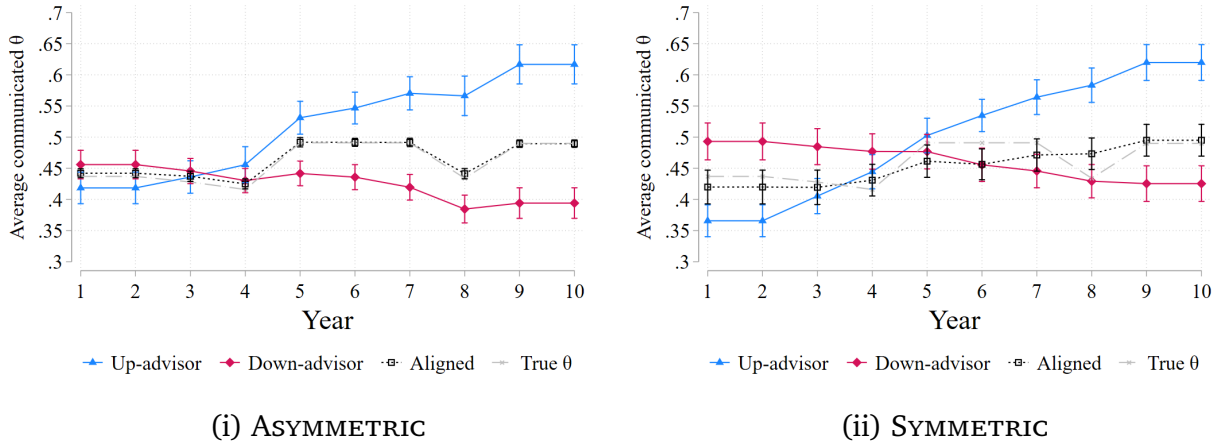 .7
.65
.6
.55
.5
.45
.4
.35
.3
Average communicated θ
1 2 3 4 5 6 7 8 9 10
Year
Up-advisor Down-advisor Aligned True θ
(i) ASYMMETRIC
.7
.65
.6
.55
.5
.45
.4
.35
.3
Average communicated θ
1 2 3 4 5 6 7 8 9 10
Year
Up-advisor Down-advisor Aligned True θ
(ii) SYMMETRIC